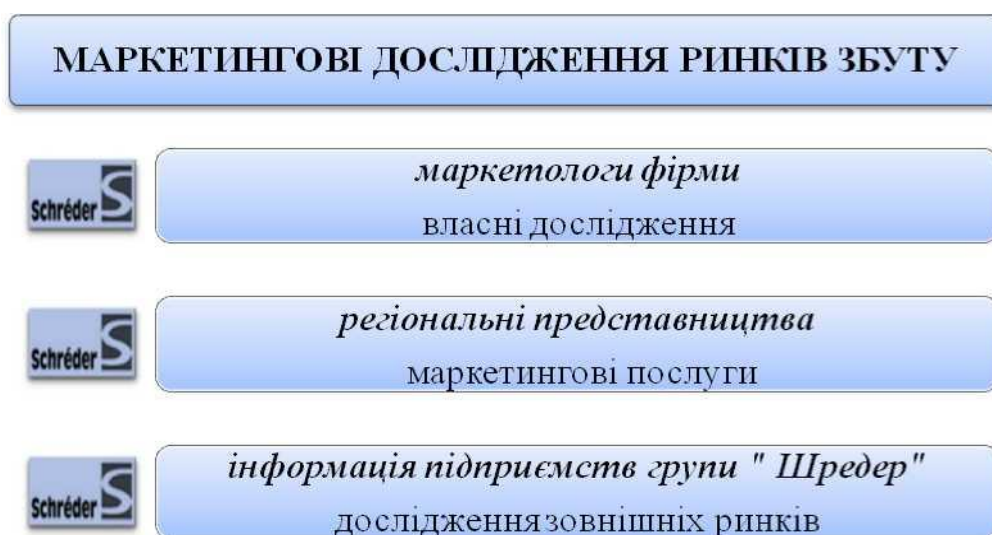 МАРКЕТИНГОВІ ДОСЛІДЖЕННЯ РИНКІВ ЗБУТУ
Schréder
маркетологи фірми
власні дослідження
Schréder
регіональні представництва
маркетингові послуги
Schréder
інформація підприємств групи " Шредер"
дослідження зовнішніх ринків